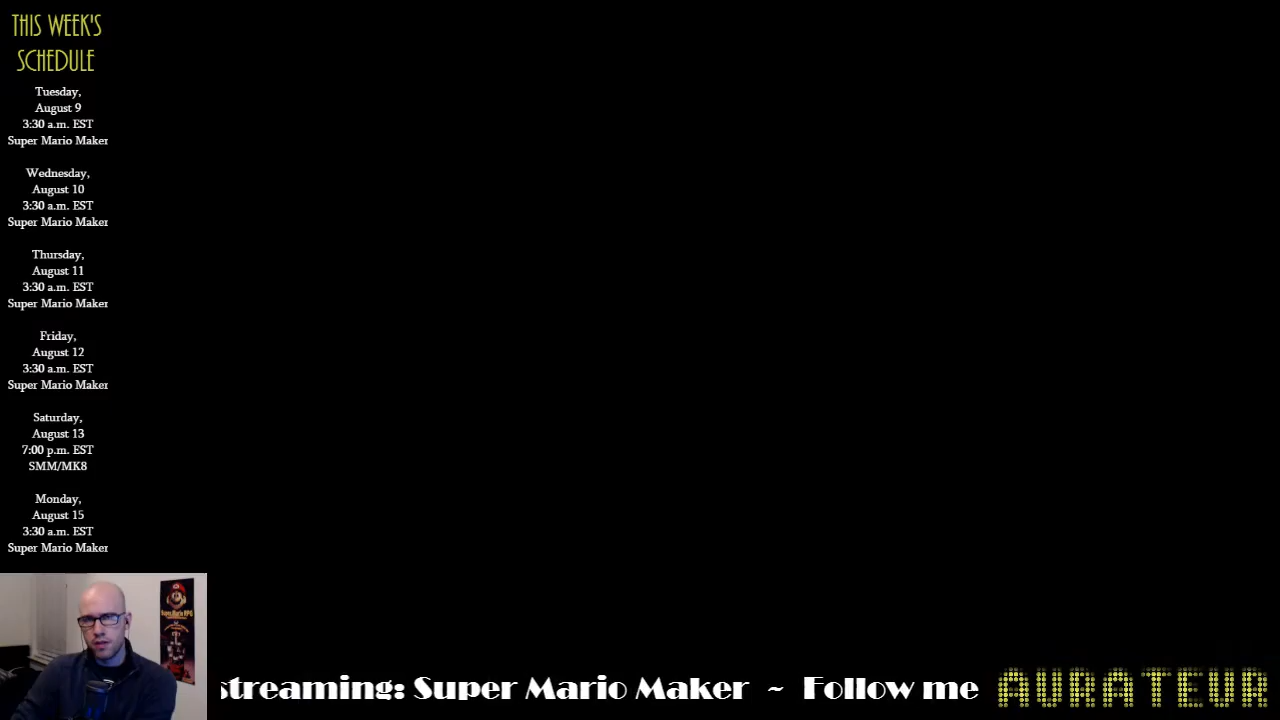 THIS WEEK'S
SCHEDULE
Tuesday,
August 9
3:30 a.m. EST
Super Mario Maker
Wednesday,
August 10
3:30 a.m. EST
Super Mario Maker
Thursday,
August 11
3:30 a.m. EST
Super Mario Maker
Friday,
August 12
3:30 a.m. EST
Super Mario Maker
Saturday,
August 13
7:00 p.m. EST
SMM/MK8
Monday,
August 15
3:30 a.m. EST
Super Mario Maker
Super Mario RPG
streaming: Super Mario Maker ~ Follow me
AURATEUR